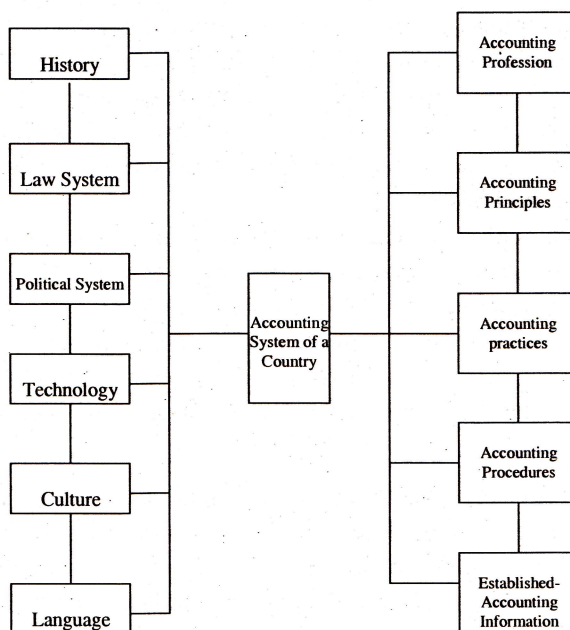 History
Law System
Political System
Technology
Culture
Language
Accounting
System of a
Country
Accounting
Profession
Accounting
Principles
Accounting
practices
Accounting
Procedures
Established-
Accounting
Information